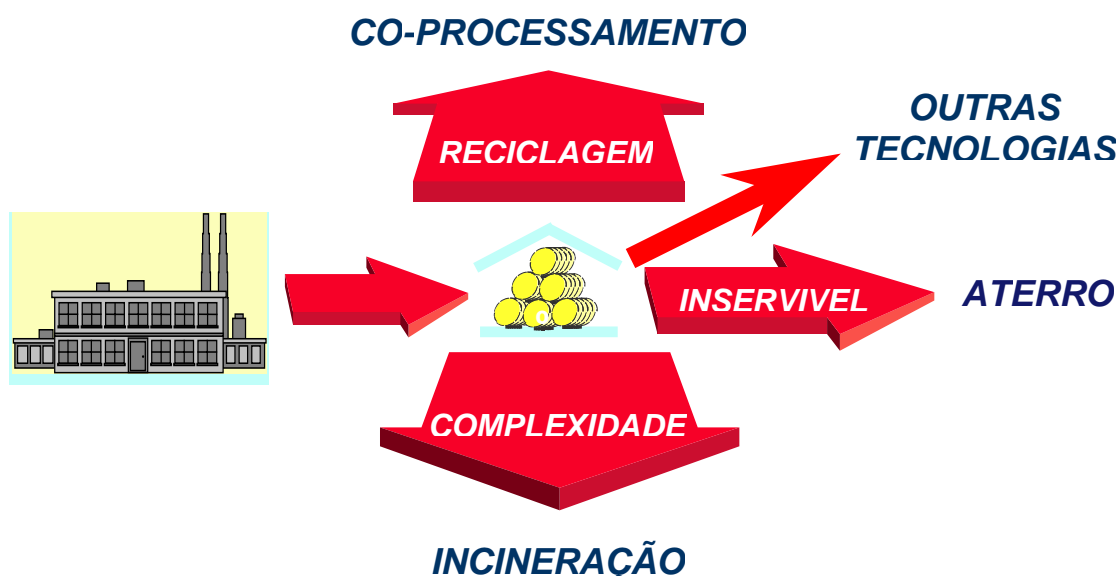 CO-PROCESSAMENTO
OUTRAS
TECNOLOGIAS
RECICLAGEM
INSERVIVEL
ATERRO
o
COMPLEXIDADE
INCINERAÇÃO